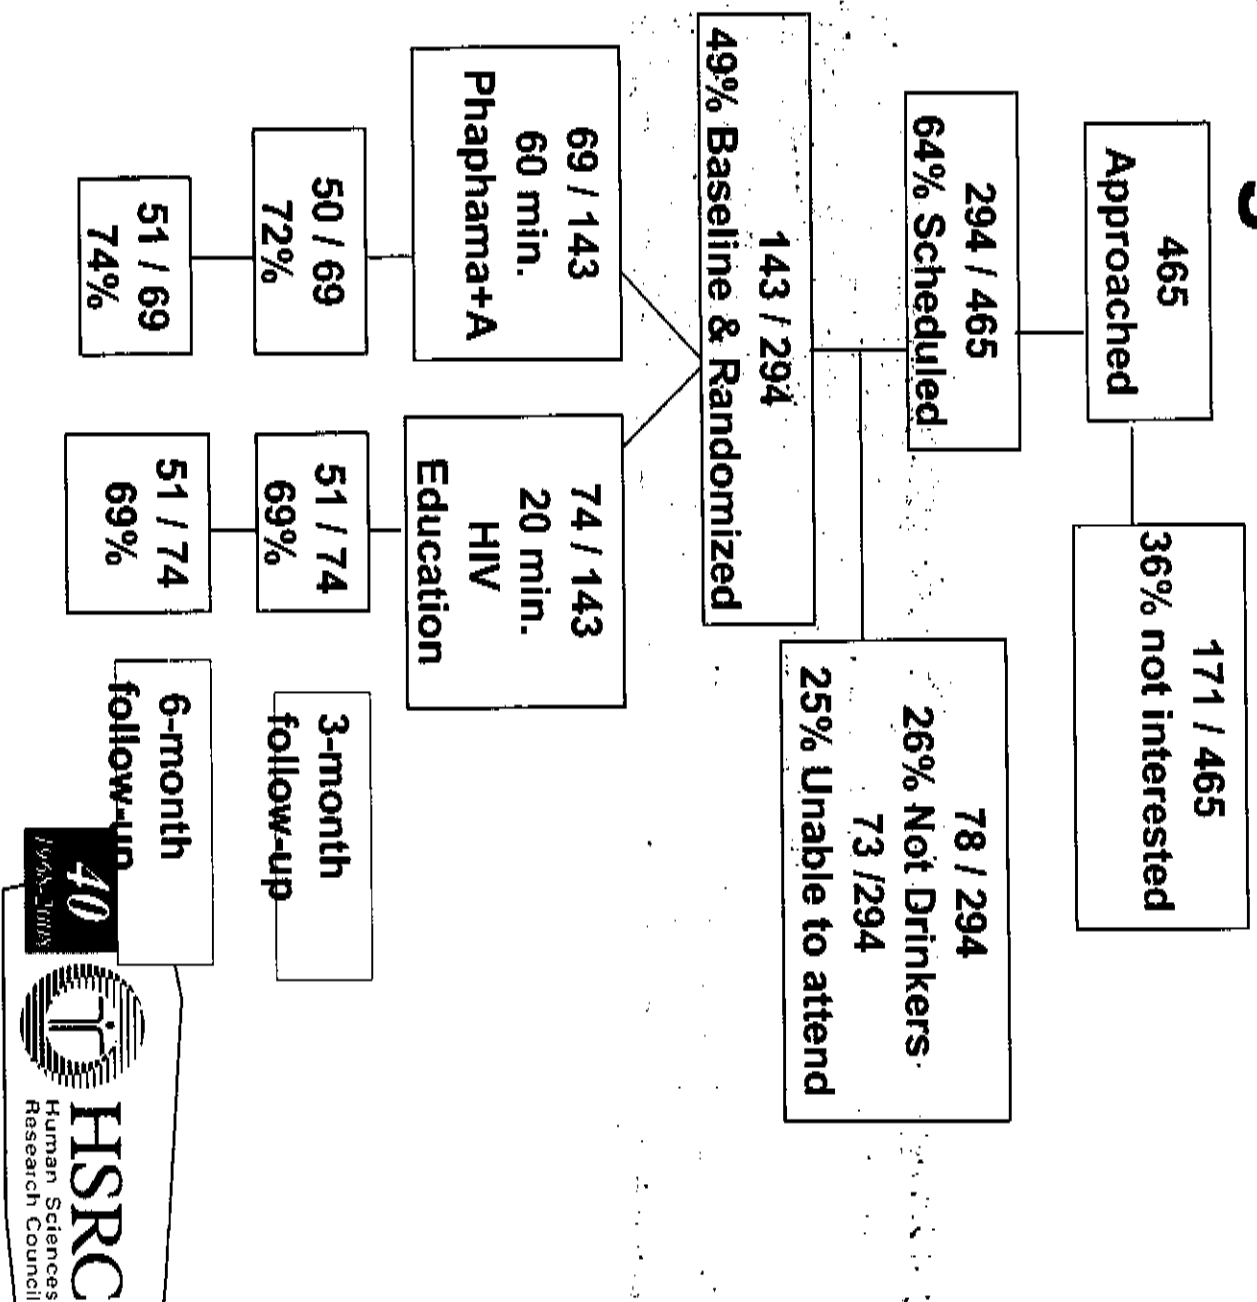 465
Approached
171 / 465
36% not interested
294 / 465
64% Scheduled
78 / 294
26% Not Drinkers
73 /294
25% Unable to attend
143 / 294
49% Baseline & Randomized
69 / 143
60 min.
Phaphama+A
74 / 143
20 min.
HIV
Education
50 / 69
72%
51 / 74
69%
3-month
follow-up
51 / 69
74%
51 / 74
69%
6-month
follow-up
40
HSRC
Human Sciences
Research Council